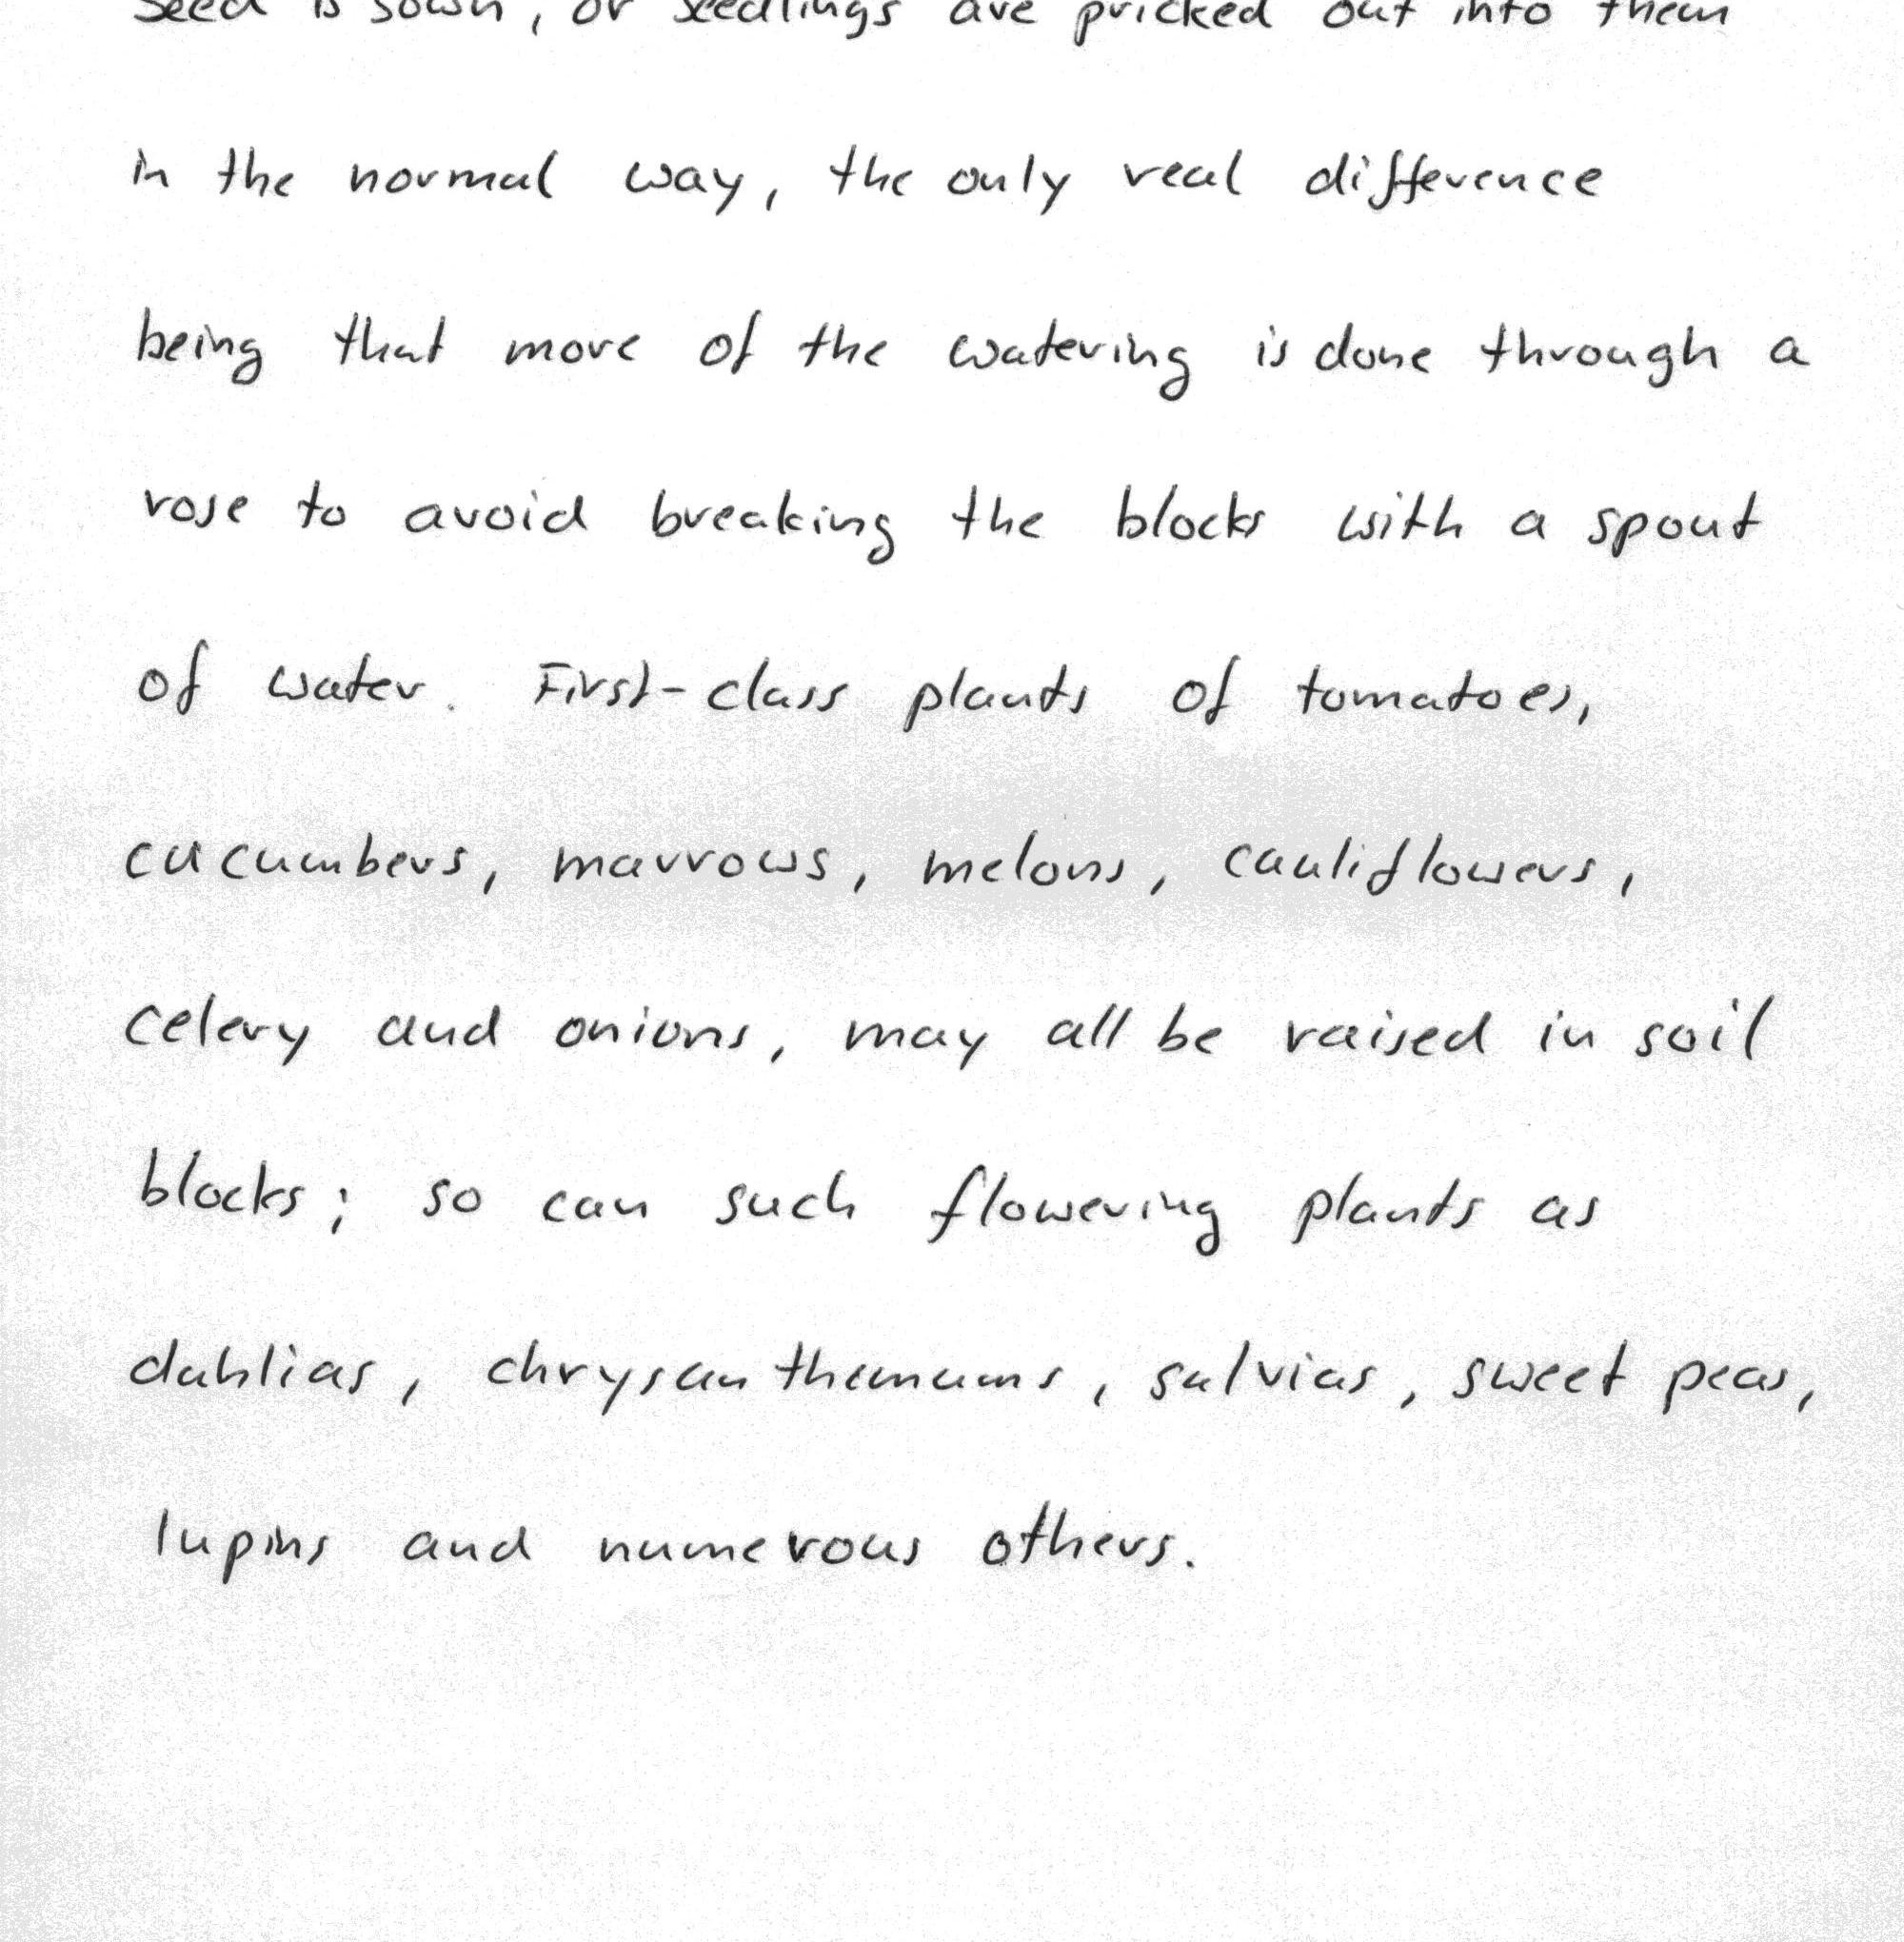 Seed is sown, or seedlings are pricked out into them
in the normal way, the only real difference
being that more of the watering is done through a
rose to avoid breaking the blocks with a spout
of water. First-class plants of tomatoes,
cucumbers, marrows, melons, cauliflowers,
celery and onions, may all be raised in soil
blocks; so can such flowering plants as
dahlias, chrysanthemums, salvias, sweet peas,
lupins and numerous others.